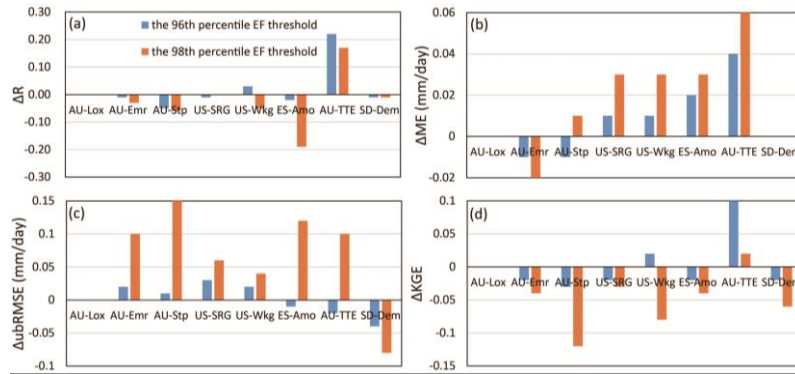 (a)
the 96th percentile EF threshold
the 98th percentile EF threshold
ΔR
0.30
0.20
0.10
0.00
-0.10
-0.20
-0.30
AU-Lox AU-Emr AU-Stp US-SRG US-Wkg ES-Amo AU-TTE SD-Dem
(b)
ΔME (mm/day)
0.06
0.04
0.02
0
-0.02
AU-Lox AU-Emr AU-Stp US-SRG US-Wkg ES-Amo AU-TTE SD-Dem
(c)
ΔubRMSE (mm/day)
0.15
0.1
0.05
0
-0.05
-0.1
AU-Lox AU-Emr AU-Stp US-SRG US-Wkg ES-Amo AU-TTE SD-Dem
(d)
ΔKGE
0.1
0.05
0
-0.05
-0.1
-0.15
AU-Lox AU-Emr AU-Stp US-SRG US-Wkg ES-Amo AU-TTE SD-Dem